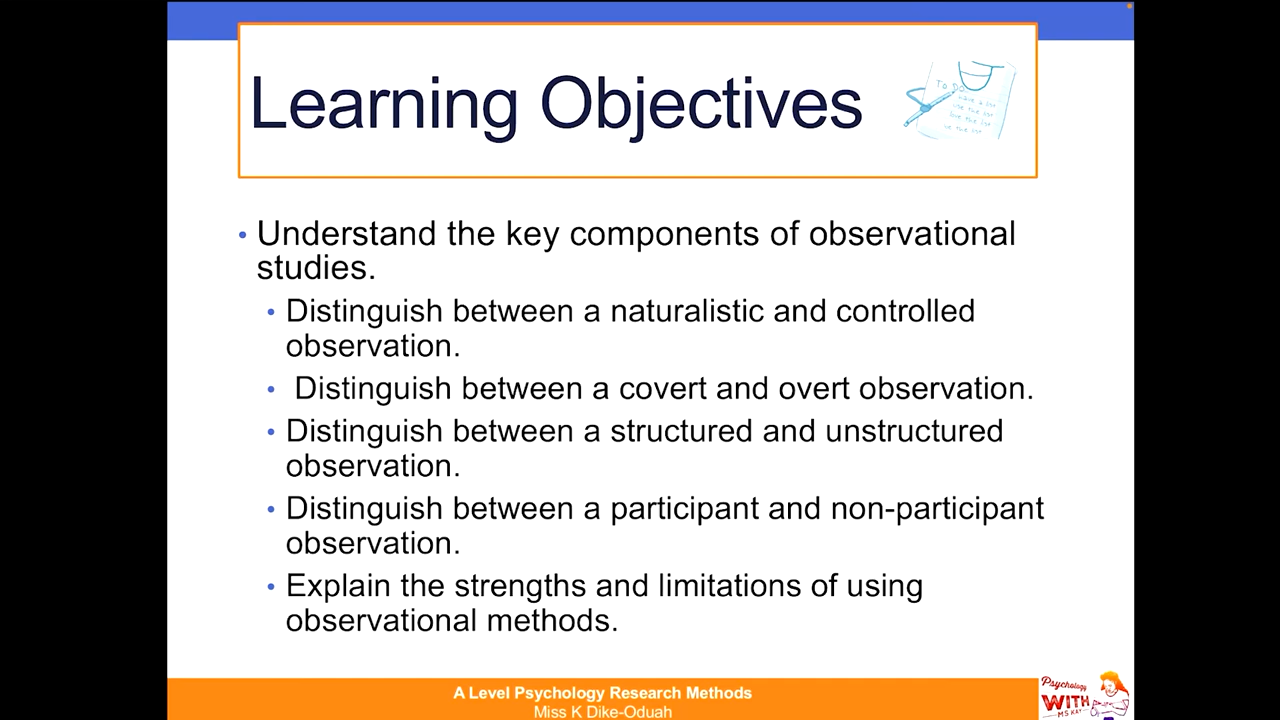 Learning Objectives
To Do
• Understand the key components of observational
studies.
• Distinguish between a naturalistic and controlled
observation.
• Distinguish between a covert and overt observation.
• Distinguish between a structured and unstructured
observation.
• Distinguish between a participant and non-participant
observation.
• Explain the strengths and limitations of using
observational methods.
A Level Psychology Research Methods
Miss K Dike-Oduah
Psychology
WITH